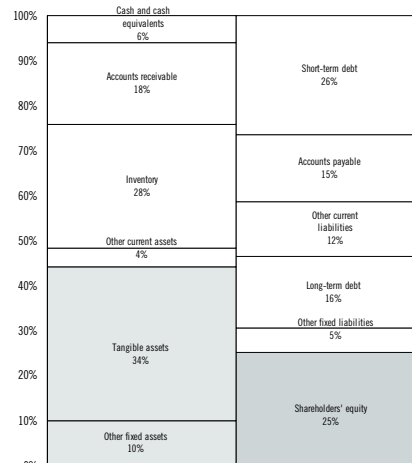 100%
90%
80%
70%
60%
50%
40%
30%
20%
10%
0%
Cash and cash
equivalents
6%
Accounts receivable
18%
Inventory
28%
Other current assets
4%
Tangible assets
34%
Other fixed assets
10%
Short-term debt
26%
Accounts payable
15%
Other current
liabilities
12%
Long-term debt
16%
Other fixed liabilities
5%
Shareholders' equity
25%